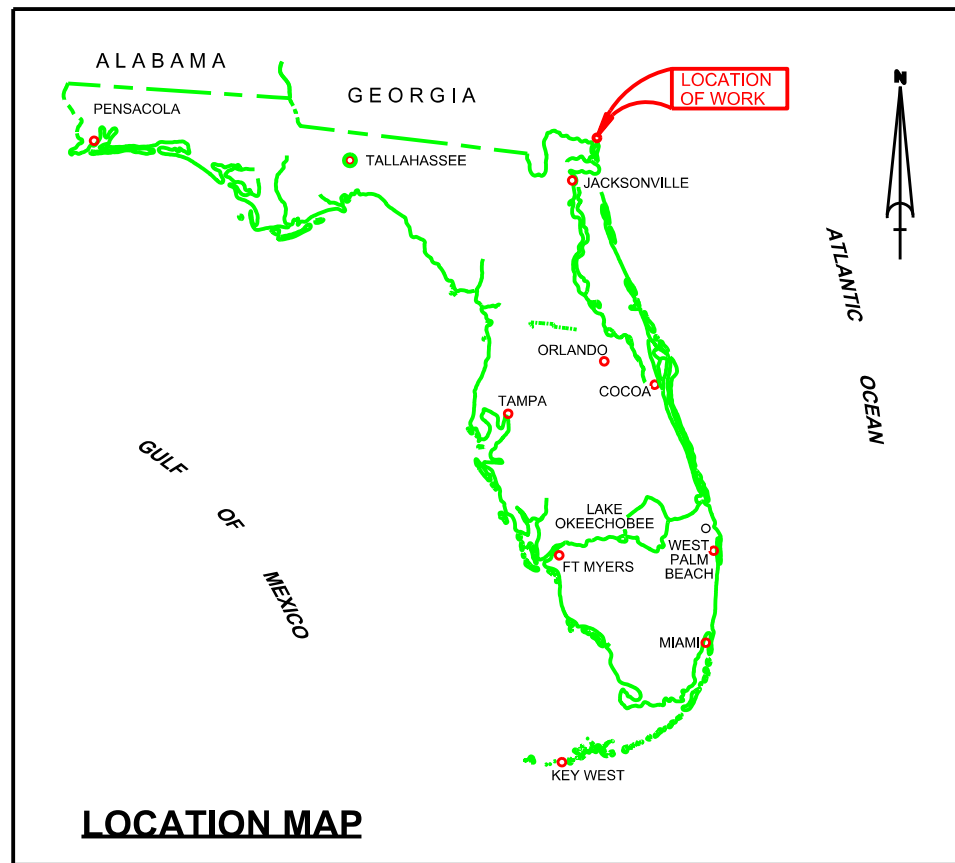 ALABAMA
GEORGIA
LOCATION
OF WORK
N
PENSACOLA
TALLAHASSEE
JACKSONVILLE
ATLANTIC
OCEAN
ORLANDO
COCOA
TAMPA
GULF
OF
MEXICO
LAKE
OKEECHOBEE
WEST
PALM
BEACH
FT MYERS
MIAMI
KEY WEST
LOCATION MAP